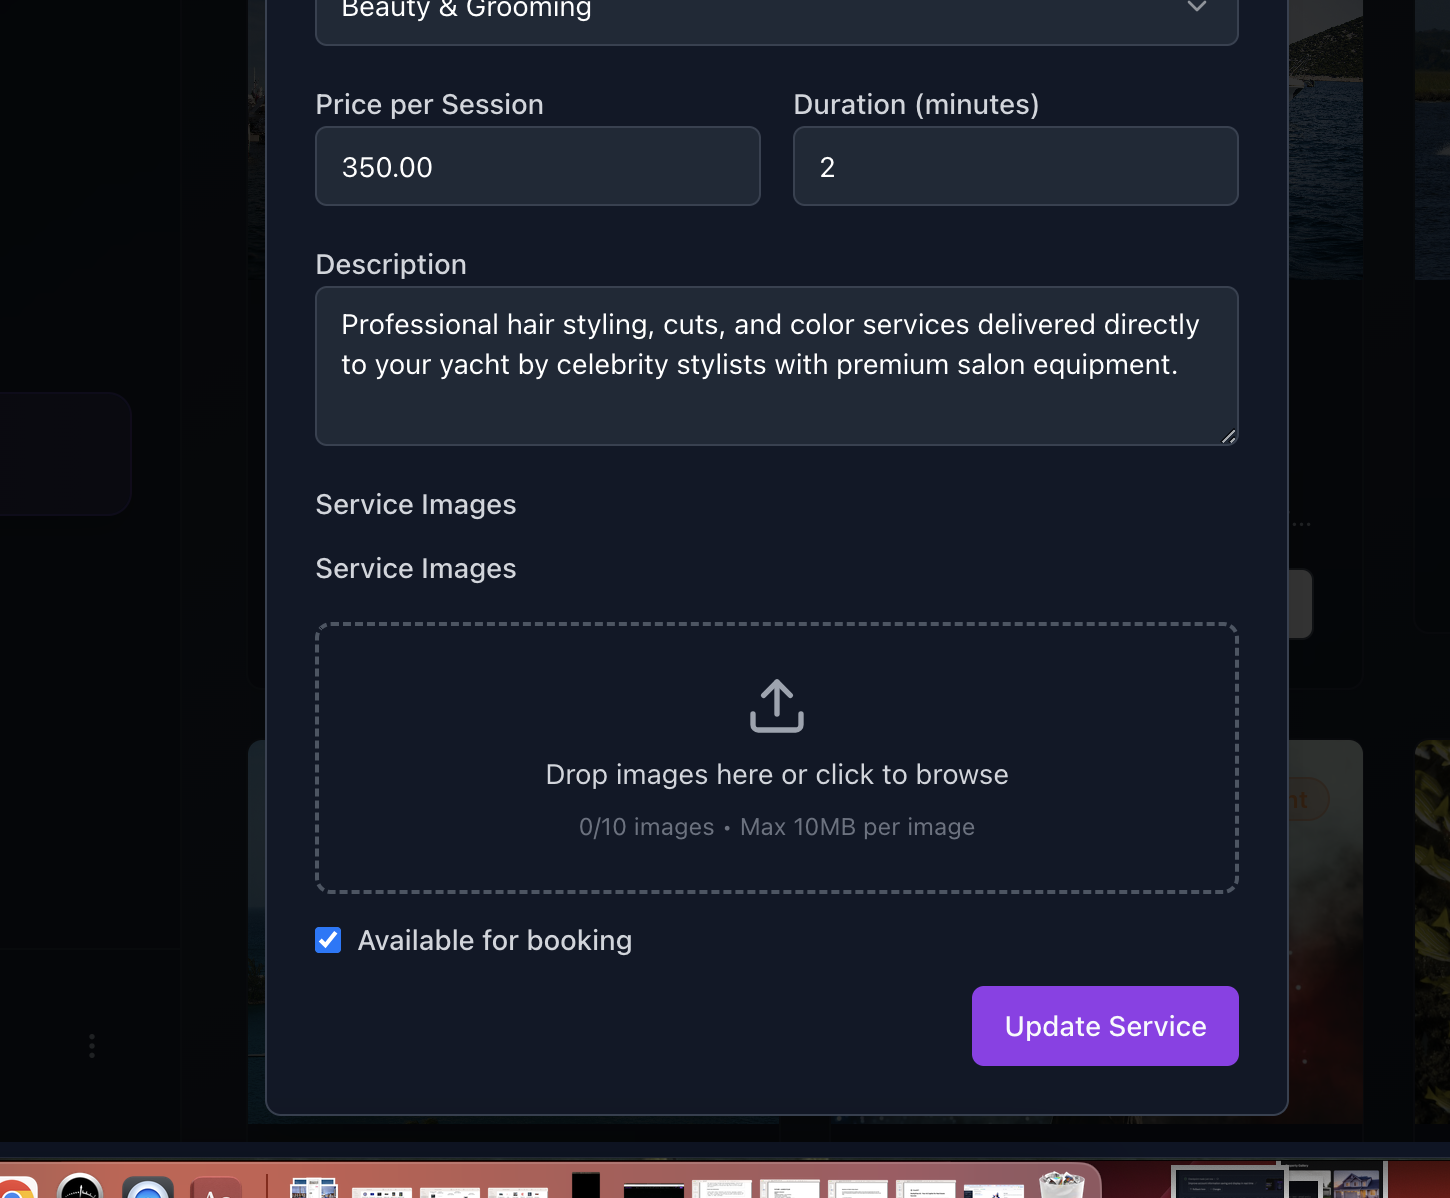 Beauty & Grooming
Price per Session
Duration (minutes)
350.00
2
Description
Professional hair styling, cuts, and color services delivered directly
to your yacht by celebrity stylists with premium salon equipment.
Service Images
Service Images
Drop images here or click to browse
0/10 images • Max 10MB per image
Available for booking
Update Service